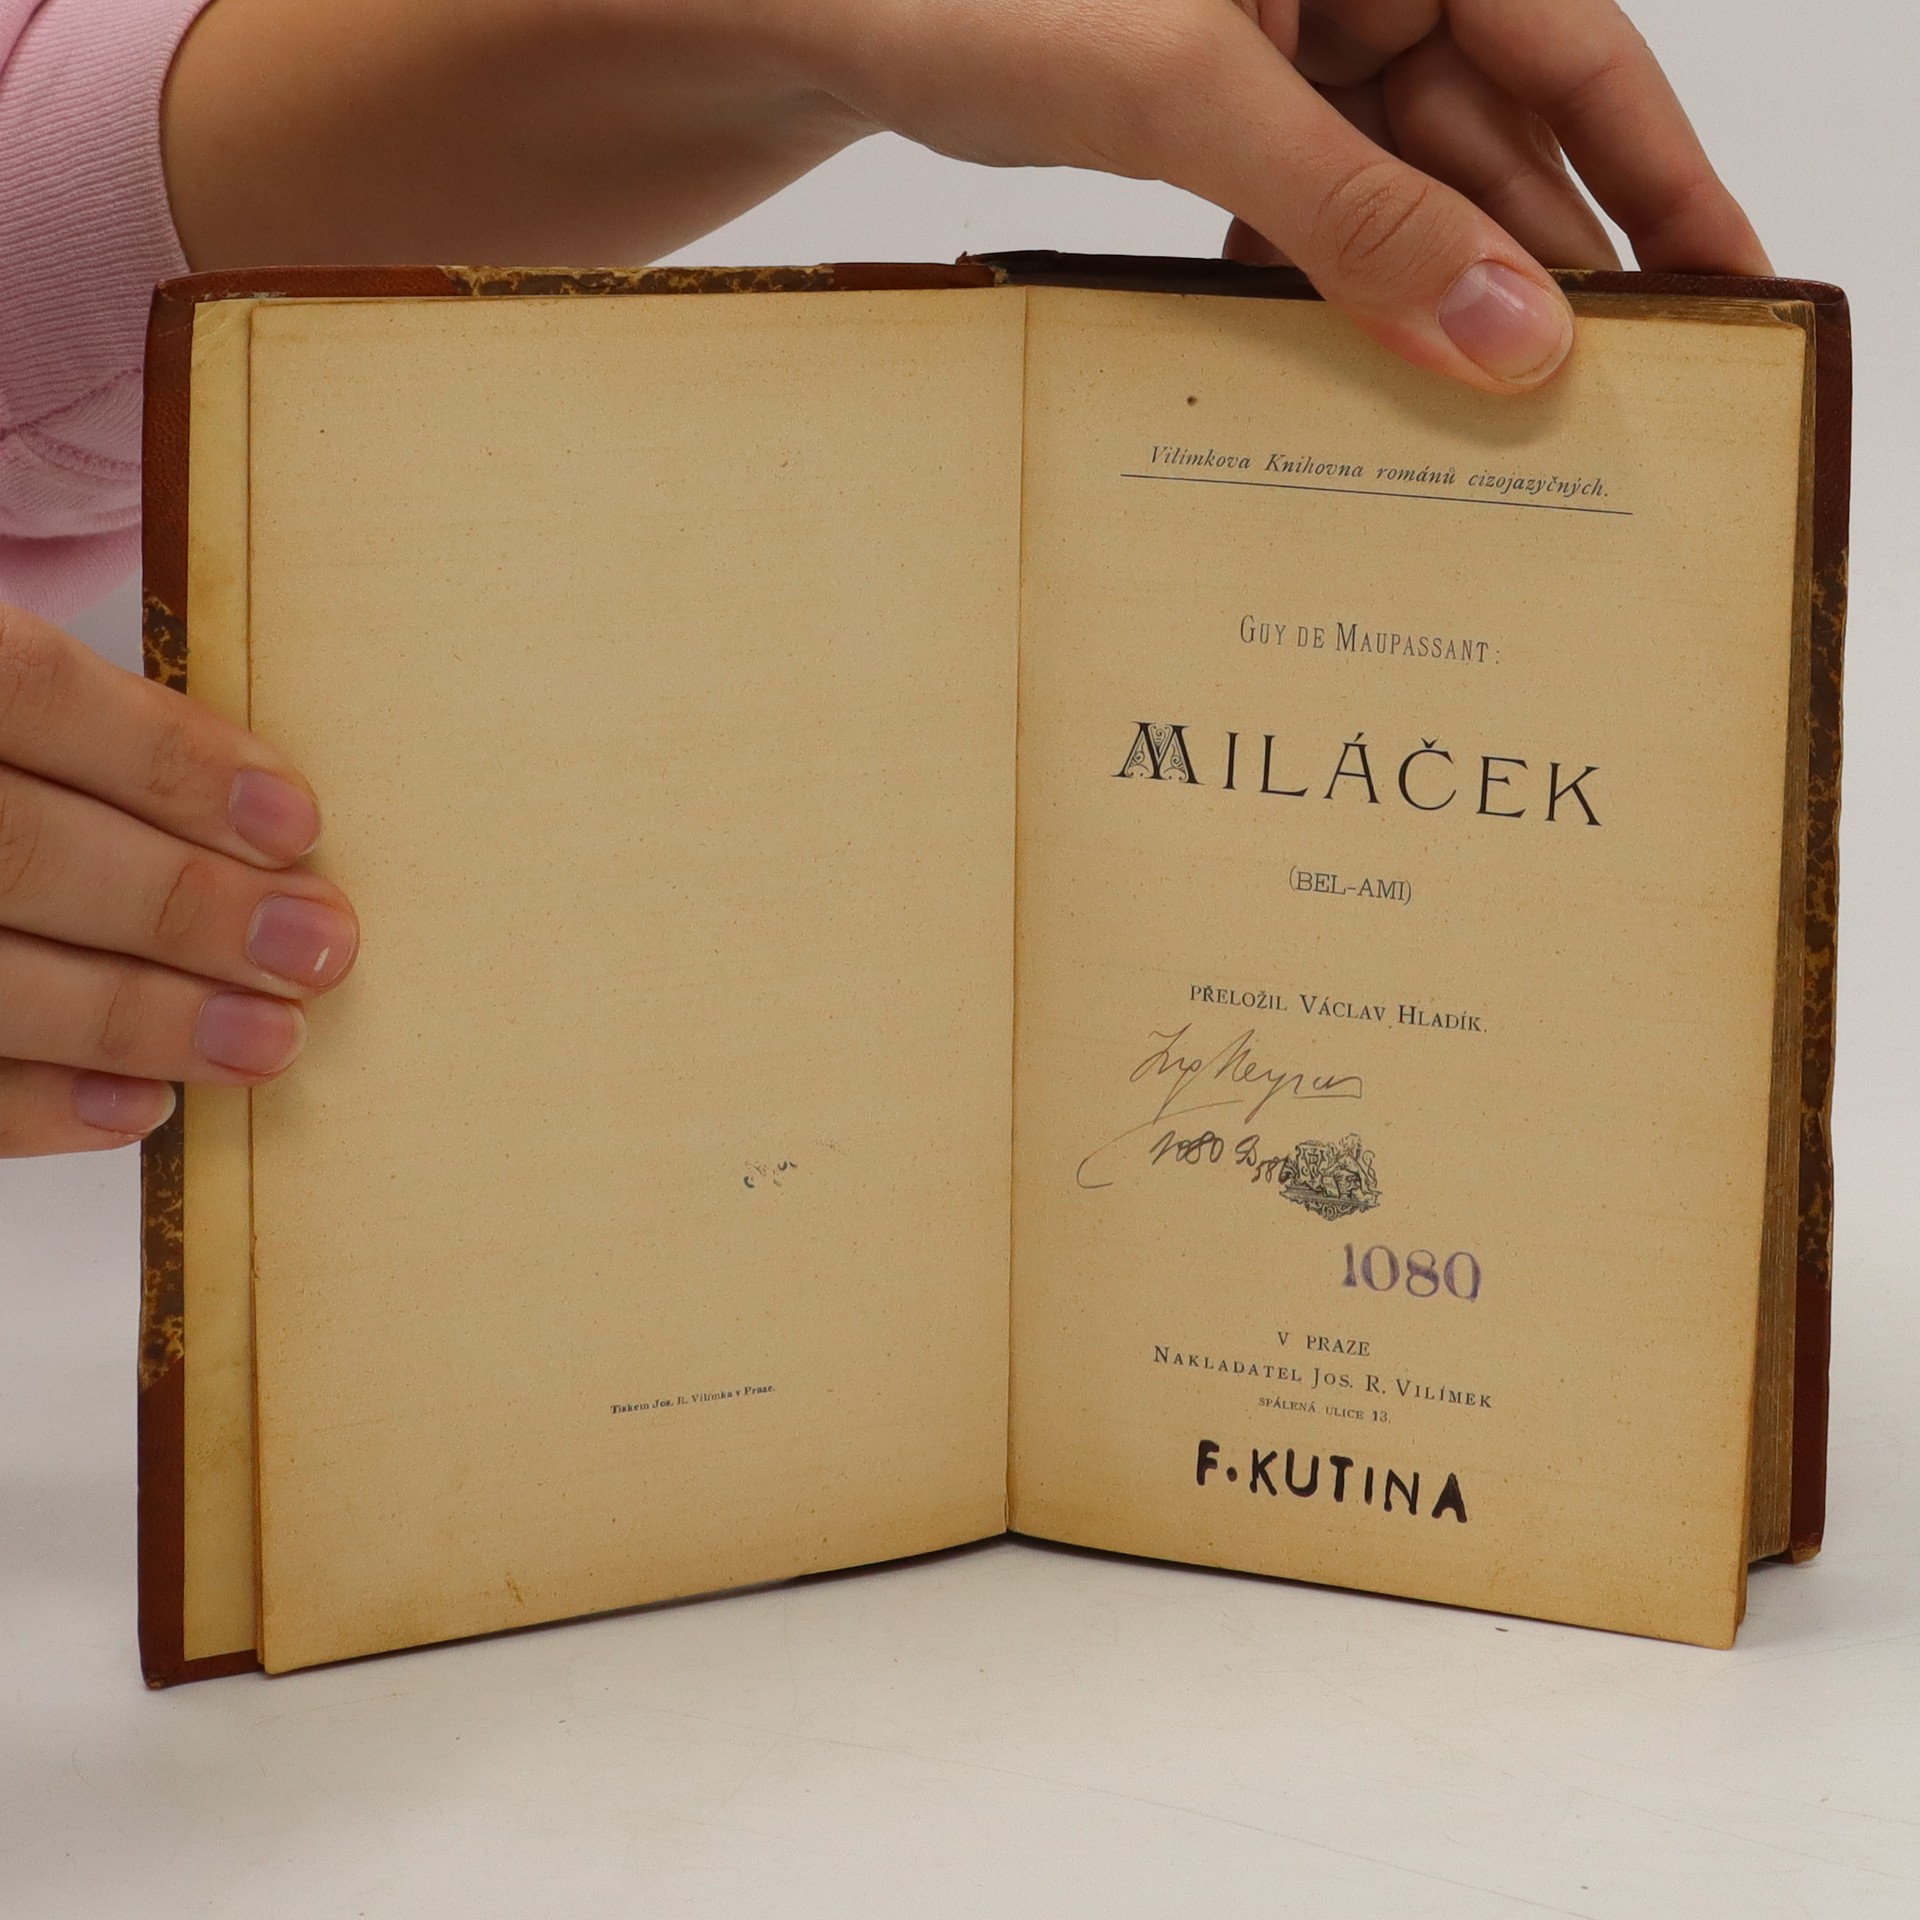 Tiskem Jos. R. Vilímka v Praze.
Vilímkova Knihovna románů cizojazyčných.
GUY DE MAUPASSANT:
MILÁČEK
(BEL-AMI)
PŘELOŽIL VÁCLAV HLADÍK.
1080
1080
V PRAZE
NAKLADATEL JOS. R. VILÍMEK
SPÁLENÁ ULICE 13.
F. KUTINA